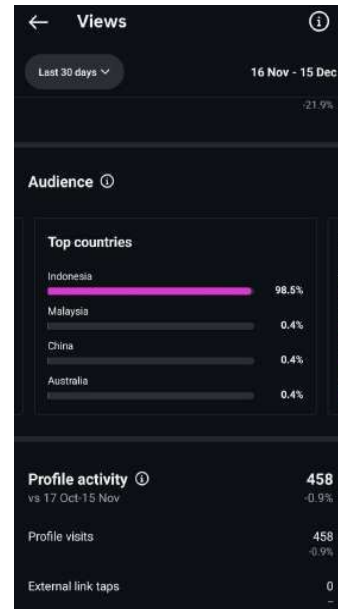 Views
Last 30 days
16 Nov - 15 Dec
-21.9%
Audience
Top countries
Indonesia
98.5%
Malaysia
0.4%
China
0.4%
Australia
0.4%
Profile activity
458
vs 17 Oct-15 Nov
-0.9%
Profile visits
458
-0.9%
External link taps
0
--